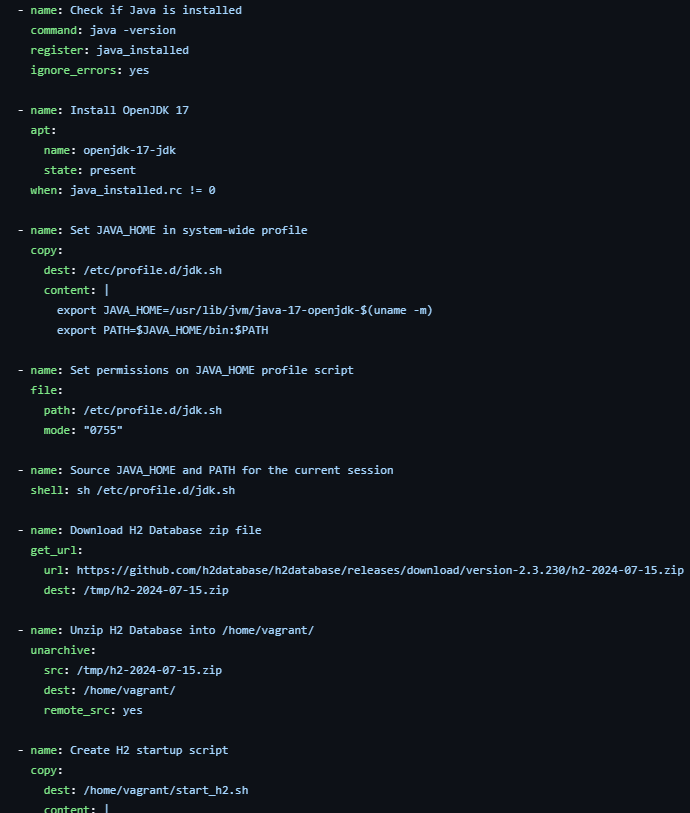 - name: Check if Java is installed
  command: java -version
  register: java_installed
  ignore_errors: yes

- name: Install OpenJDK 17
  apt:
    name: openjdk-17-jdk
    state: present
  when: java_installed.rc != 0

- name: Set JAVA_HOME in system-wide profile
  copy:
    dest: /etc/profile.d/jdk.sh
    content: |
      export JAVA_HOME=/usr/lib/jvm/java-17-openjdk-$(uname -m)
      export PATH=$JAVA_HOME/bin:$PATH

- name: Set permissions on JAVA_HOME profile script
  file:
    path: /etc/profile.d/jdk.sh
    mode: "0755"

- name: Source JAVA_HOME and PATH for the current session
  shell: sh /etc/profile.d/jdk.sh

- name: Download H2 Database zip file
  get_url:
    url: https://github.com/h2database/h2database/releases/download/version-2.3.230/h2-2024-07-15.zip
    dest: /tmp/h2-2024-07-15.zip

- name: Unzip H2 Database into /home/vagrant/
  unarchive:
    src: /tmp/h2-2024-07-15.zip
    dest: /home/vagrant/
    remote_src: yes

- name: Create H2 startup script
  copy:
    dest: /home/vagrant/start_h2.sh
    content: |